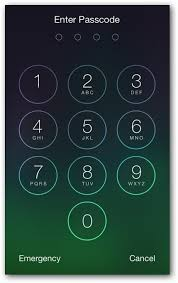 Enter Passcode
1 2 3
ABC DEF
4 5 6
GHI JKL MNO
7 8 9
PQRS TUV WXYZ
0
Emergency Cancel